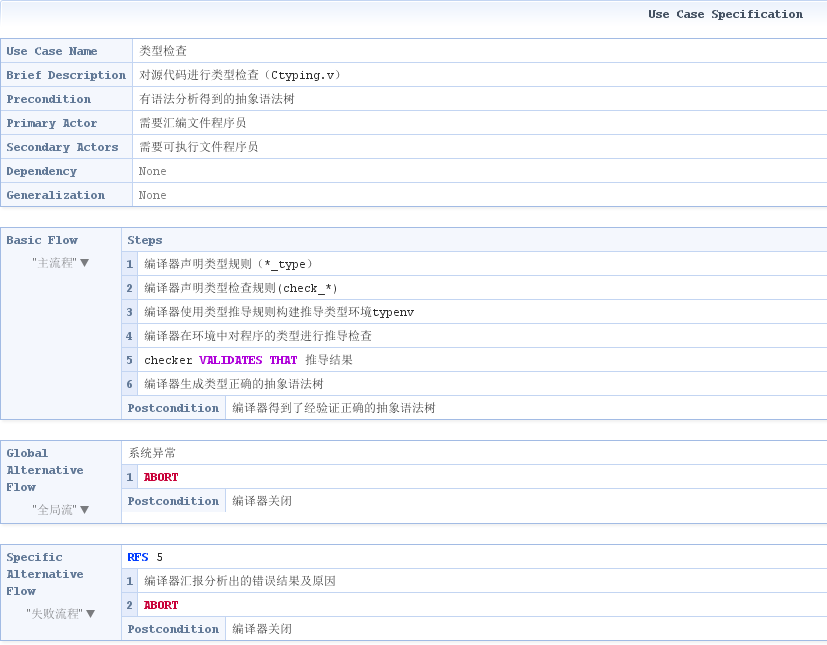 Use Case Specification
Use Case Name 类型检查
Brief Description 对源代码进行类型检查（Ctyping.v）
Precondition 有语法分析得到的抽象语法树
Primary Actor 需要汇编文件程序员
Secondary Actors 需要可执行文件程序员
Dependency None
Generalization None
Basic Flow Steps
"主流程" ▼
1 编译器声明类型规则（*_type）
2 编译器声明类型检查规则(check_*)
3 编译器使用类型推导规则构建推导类型环境typenv
4 编译器在环境中对程序的类型进行推导检查
5 checker VALIDATES THAT 推导结果
6 编译器生成类型正确的抽象语法树
Postcondition 编译器得到了经验证正确的抽象语法树
Global
Alternative
Flow
"全局流" ▼
系统异常
1 ABORT
Postcondition 编译器关闭
Specific
Alternative
Flow
"失败流程" ▼
RFS 5
1 编译器汇报分析出的错误结果及原因
2 ABORT
Postcondition 编译器关闭